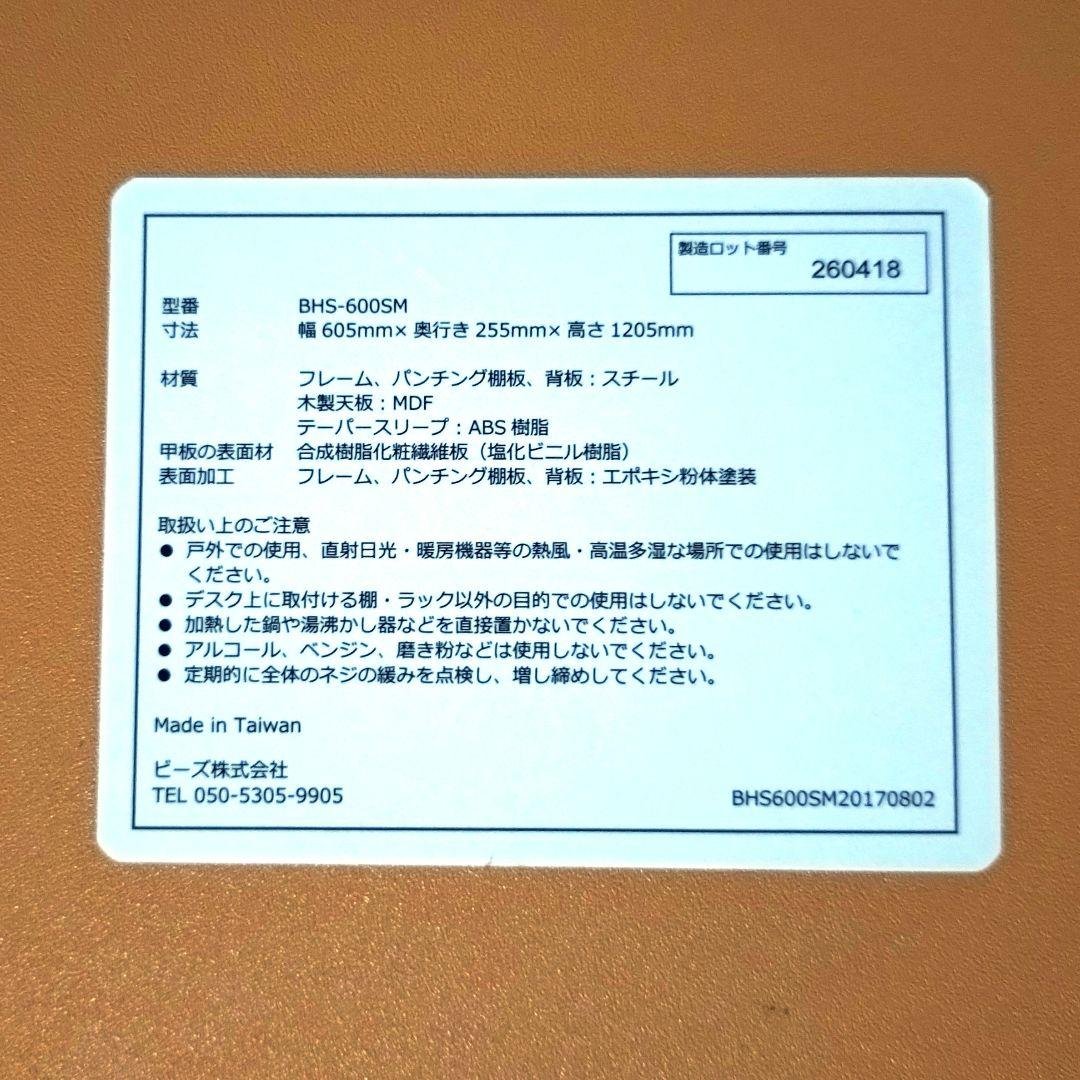 製造ロット番号
260418
型番 BHS-600SM
寸法 幅 605mm× 奥行き 255mm× 高さ 1205mm
材質 フレーム、パンチング棚板、背板：スチール
木製天板：MDF
テーパースリーブ：ABS 樹脂
甲板の表面材 合成樹脂化粧繊維板（塩化ビニル樹脂）
表面加工 フレーム、パンチング棚板、背板：エポキシ粉体塗装
取扱い上のご注意
● 戸外での使用、直射日光・暖房機器等の熱風・高温多湿な場所での使用はしないで
ください。
● デスク上に取付ける棚・ラック以外の目的での使用はしないでください。
● 加熱した鍋や湯沸かし器などを直接置かないでください。
● アルコール、ベンジン、磨き粉などは使用しないでください。
● 定期的に全体のネジの緩みを点検し、増し締めしてください。
Made in Taiwan
ビーズ株式会社
TEL 050-5305-9905
BHS600SM20170802